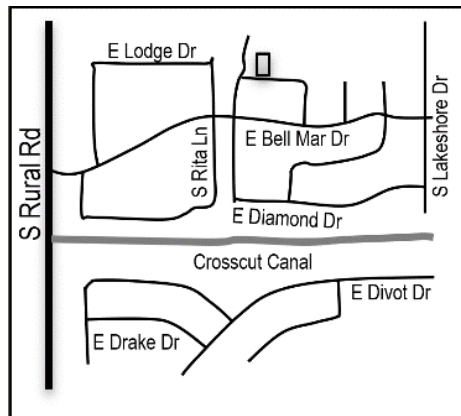 E Lodge Dr
S Rural Rd
S Rita Ln
E Bell Mar Dr
S Lakeshore Dr
E Diamond Dr
Crosscut Canal
E Divot Dr
E Drake Dr